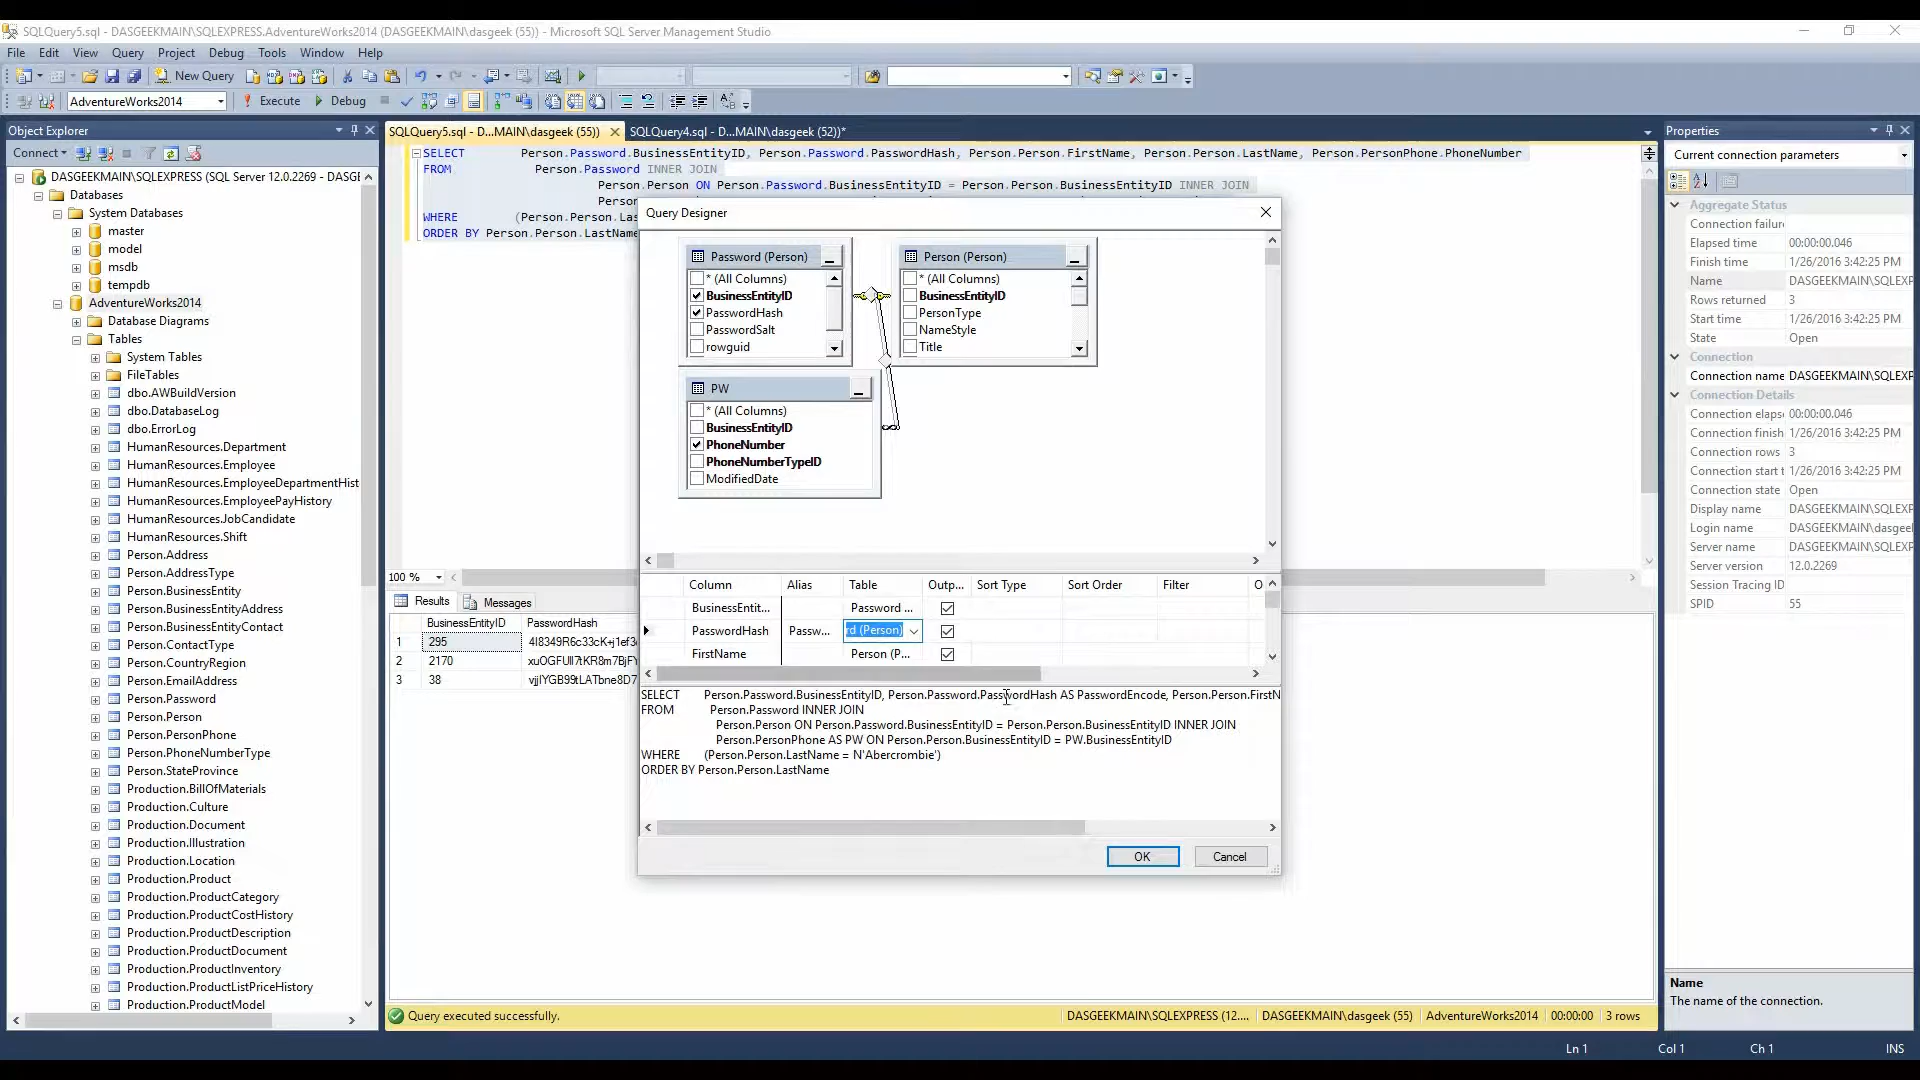 SQLQuery5.sql - DASGEEKMAIN\SQLEXPRESS.AdventureWorks2014 (DASGEEKMAIN\dasgeek (55)) - Microsoft SQL Server Management Studio
File Edit View Query Project Debug Tools Window Help
New Query
AdventureWorks2014 Execute Debug
Object Explorer
Connect
DASGEEKMAIN\SQLEXPRESS (SQL Server 12.0.2269 - DASGE
Databases
System Databases
master
model
msdb
tempdb
AdventureWorks2014
Database Diagrams
Tables
System Tables
FileTables
dbo.AWBuildVersion
dbo.DatabaseLog
dbo.ErrorLog
HumanResources.Department
HumanResources.Employee
HumanResources.EmployeeDepartmentHist
HumanResources.EmployeePayHistory
HumanResources.JobCandidate
HumanResources.Shift
Person.Address
Person.AddressType
Person.BusinessEntity
Person.BusinessEntityAddress
Person.BusinessEntityContact
Person.ContactType
Person.CountryRegion
Person.EmailAddress
Person.Password
Person.Person
Person.PersonPhone
Person.PhoneNumberType
Person.StateProvince
Production.BillOfMaterials
Production.Culture
Production.Document
Production.Illustration
Production.Location
Production.Product
Production.ProductCategory
Production.ProductCostHistory
Production.ProductDescription
Production.ProductDocument
Production.ProductInventory
Production.ProductListPriceHistory
Production.ProductModel
SQLQuery5.sql - D...MAIN\dasgeek (55)) SQLQuery4.sql - D...MAIN\dasgeek (52))*
SELECT Person.Password.BusinessEntityID, Person.Password.PasswordHash, Person.Person.FirstName, Person.Person.LastName, Person.PersonPhone.PhoneNumber
FROM Person.Password INNER JOIN
Person.Person ON Person.Password.BusinessEntityID = Person.Person.BusinessEntityID INNER JOIN
Person
WHERE (Person.Person.Las
ORDER BY Person.Person.LastName
100 %
Results Messages
BusinessEntityID PasswordHash
1 295
2 2170
3 38
Query Designer
Password (Person)
* (All Columns)
BusinessEntityID
PasswordHash
PasswordSalt
rowguid
Person (Person)
* (All Columns)
BusinessEntityID
PersonType
NameStyle
Title
PW
* (All Columns)
BusinessEntityID
PhoneNumber
PhoneNumberTypeID
ModifiedDate
Column Alias Table Outp... Sort Type Sort Order Filter O
BusinessEntit... Password ...
PasswordHash Passw... rd (Person)
FirstName Person (P...
SELECT Person.Password.BusinessEntityID, Person.Password.PasswordHash AS PasswordEncode, Person.Person.FirstN
FROM Person.Password INNER JOIN
Person.Person ON Person.Password.BusinessEntityID = Person.Person.BusinessEntityID INNER JOIN
Person.PersonPhone AS PW ON Person.Person.BusinessEntityID = PW.BusinessEntityID
WHERE (Person.Person.LastName = N'Abercrombie')
ORDER BY Person.Person.LastName
OK Cancel
Query executed successfully. DASGEEKMAIN\SQLEXPRESS (12.... DASGEEKMAIN\dasgeek (55) AdventureWorks2014 00:00:00 3 rows
Properties
Current connection parameters
Aggregate Status
Connection failure
Elapsed time 00:00:00.046
Finish time 1/26/2016 3:42:25 PM
Name DASGEEKMAIN\SQLEXP
Rows returned 3
Start time 1/26/2016 3:42:25 PM
State Open
Connection
Connection name DASGEEKMAIN\SQLEXP
Connection Details
Connection elaps 00:00:00.046
Connection finish 1/26/2016 3:42:25 PM
Connection rows 3
Connection start t 1/26/2016 3:42:25 PM
Connection state Open
Display name DASGEEKMAIN\SQLEXP
Login name DASGEEKMAIN\dasgeel
Server name DASGEEKMAIN\SQLEXP
Server version 12.0.2269
Session Tracing ID
SPID 55
Name
The name of the connection.
Ln 1 Col 1 Ch 1 INS